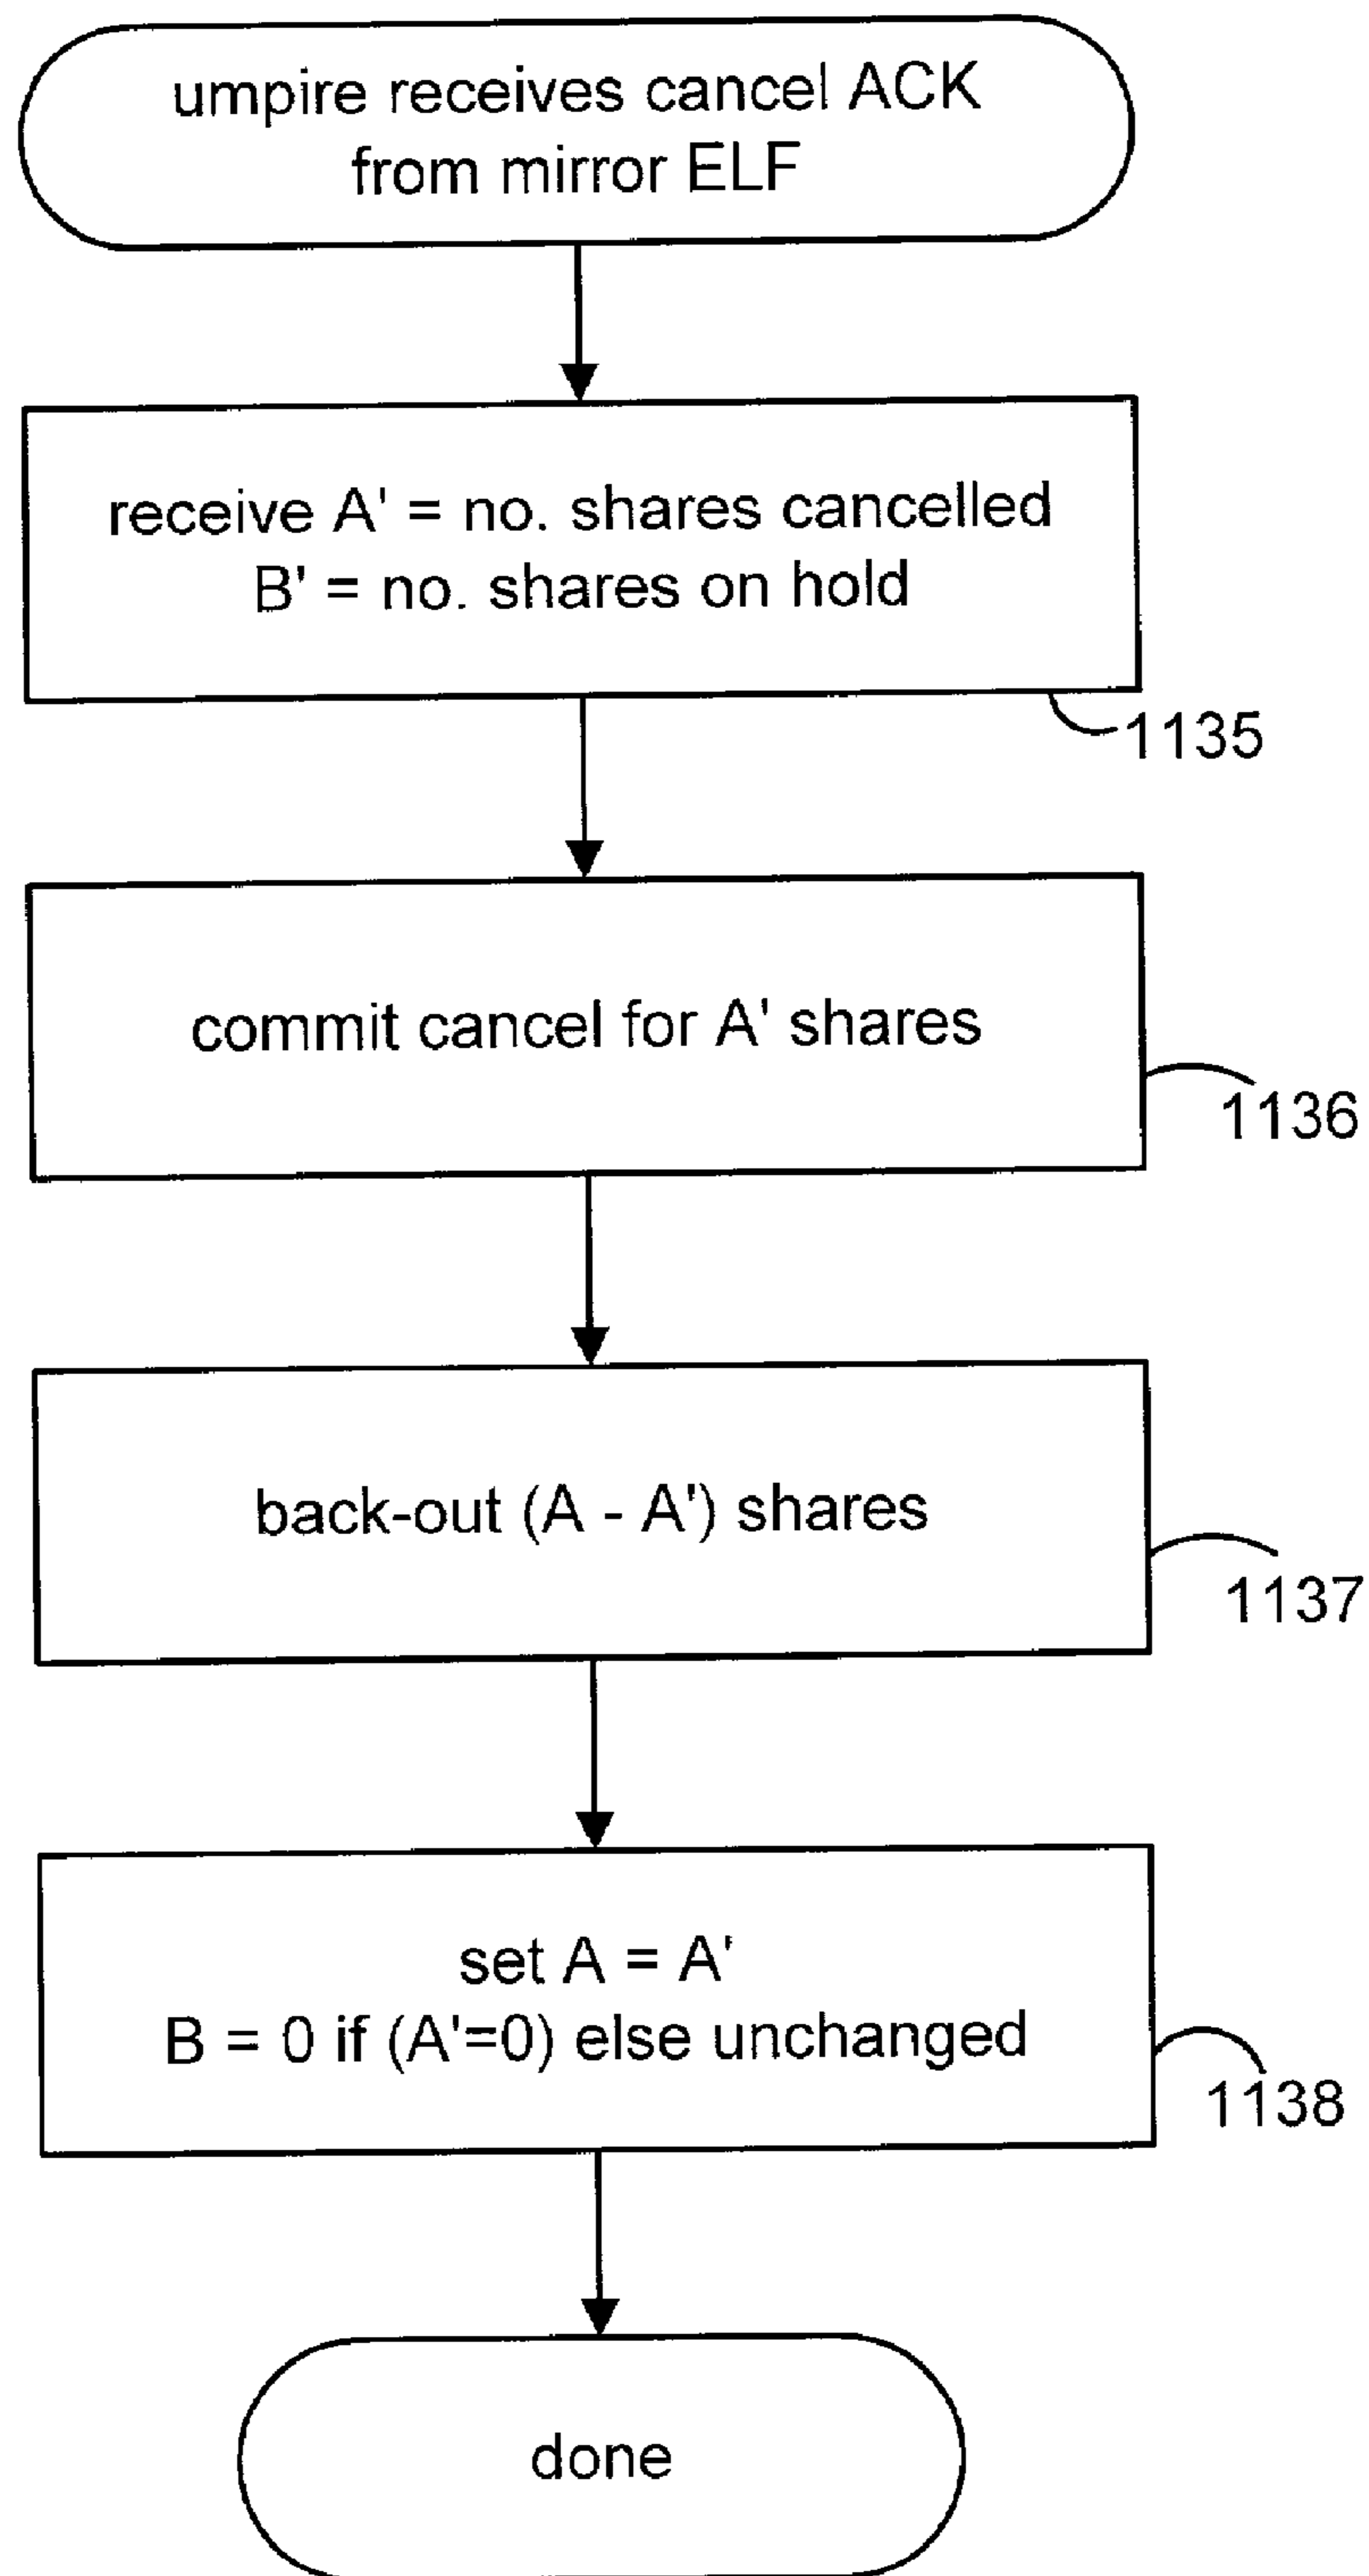 umpire receives cancel ACK
from mirror ELF
receive A' = no. shares cancelled
B' = no. shares on hold
1135
commit cancel for A' shares
1136
back-out (A - A') shares
1137
set A = A'
B = 0 if (A'=0) else unchanged
1138
done